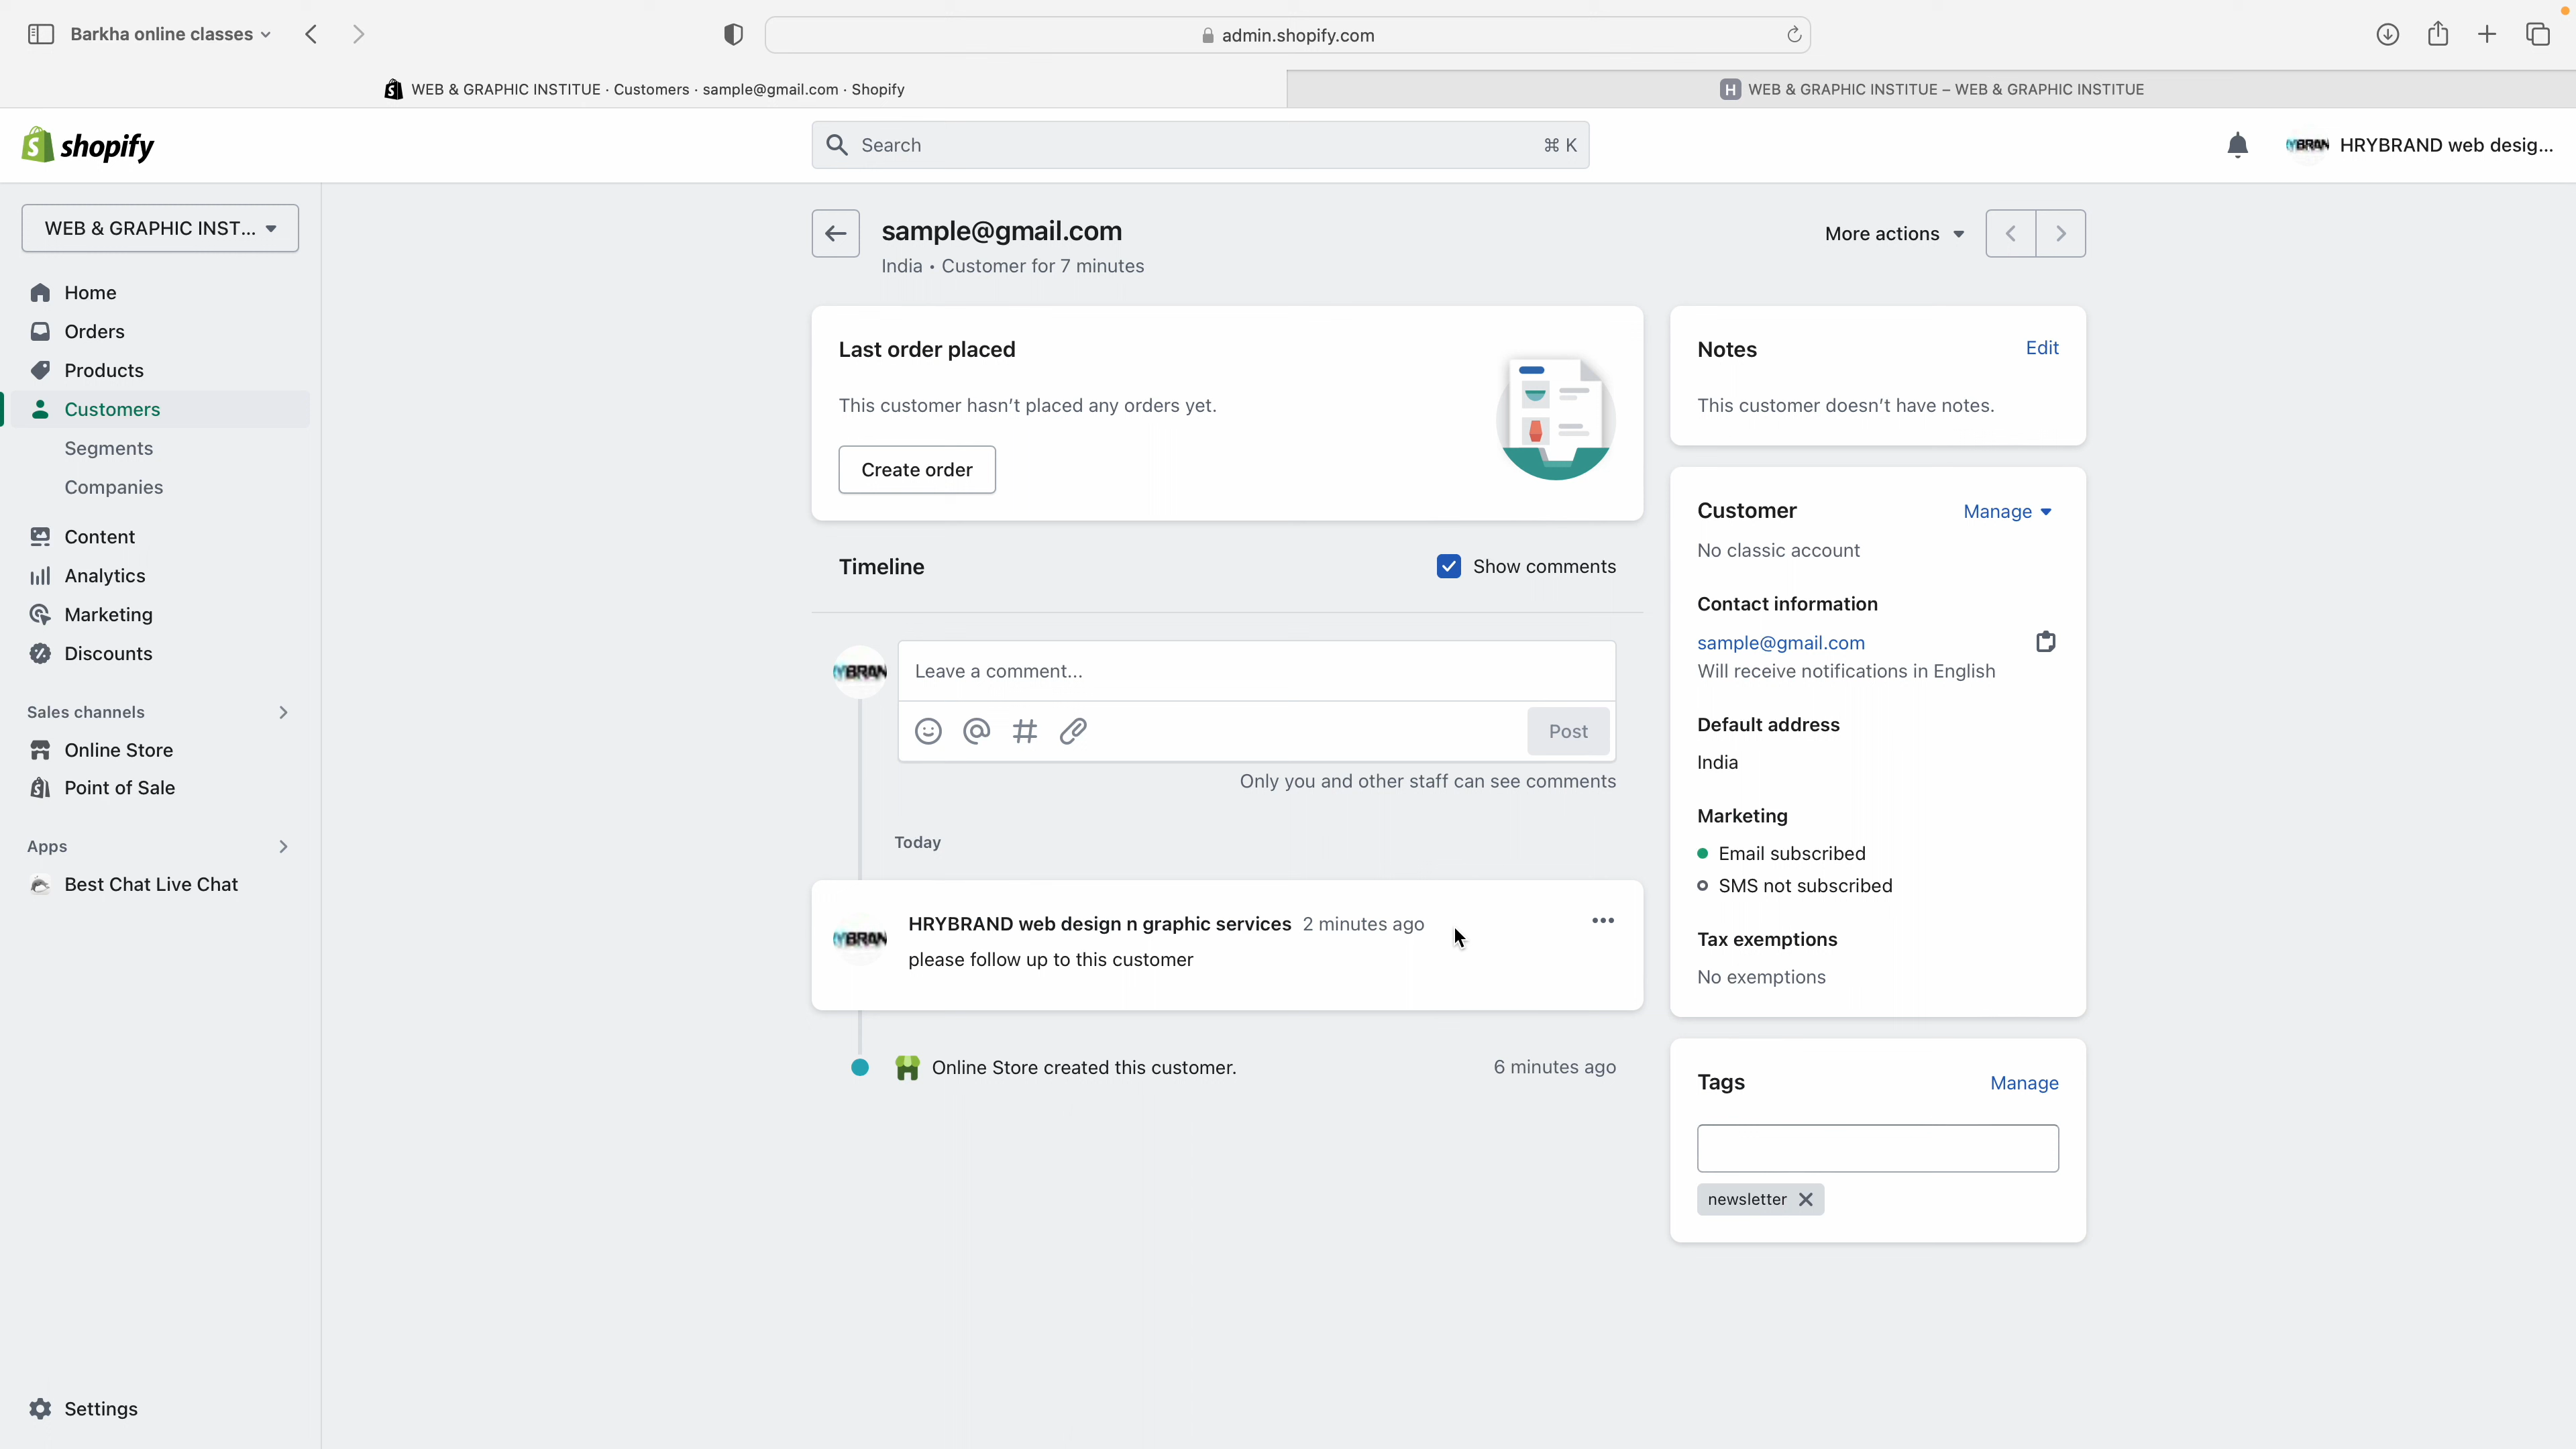 Barkha online classes
admin.shopify.com
WEB & GRAPHIC INSTITUE · Customers · sample@gmail.com · Shopify
H WEB & GRAPHIC INSTITUE – WEB & GRAPHIC INSTITUE
shopify
Search ⌘ K
HRYBRAND web desig...
WEB & GRAPHIC INST...
Home
Orders
Products
Customers
Segments
Companies
Content
Analytics
Marketing
Discounts
Sales channels
Online Store
Point of Sale
Apps
Best Chat Live Chat
Settings
sample@gmail.com
India • Customer for 7 minutes
More actions
Last order placed
This customer hasn't placed any orders yet.
Create order
Timeline
Show comments
YBRAN
Leave a comment...
Post
Only you and other staff can see comments
Today
YBRAN
HRYBRAND web design n graphic services 2 minutes ago
please follow up to this customer
Online Store created this customer. 6 minutes ago
Notes Edit
This customer doesn't have notes.
Customer Manage
No classic account
Contact information
sample@gmail.com
Will receive notifications in English
Default address
India
Marketing
Email subscribed
SMS not subscribed
Tax exemptions
No exemptions
Tags Manage
newsletter